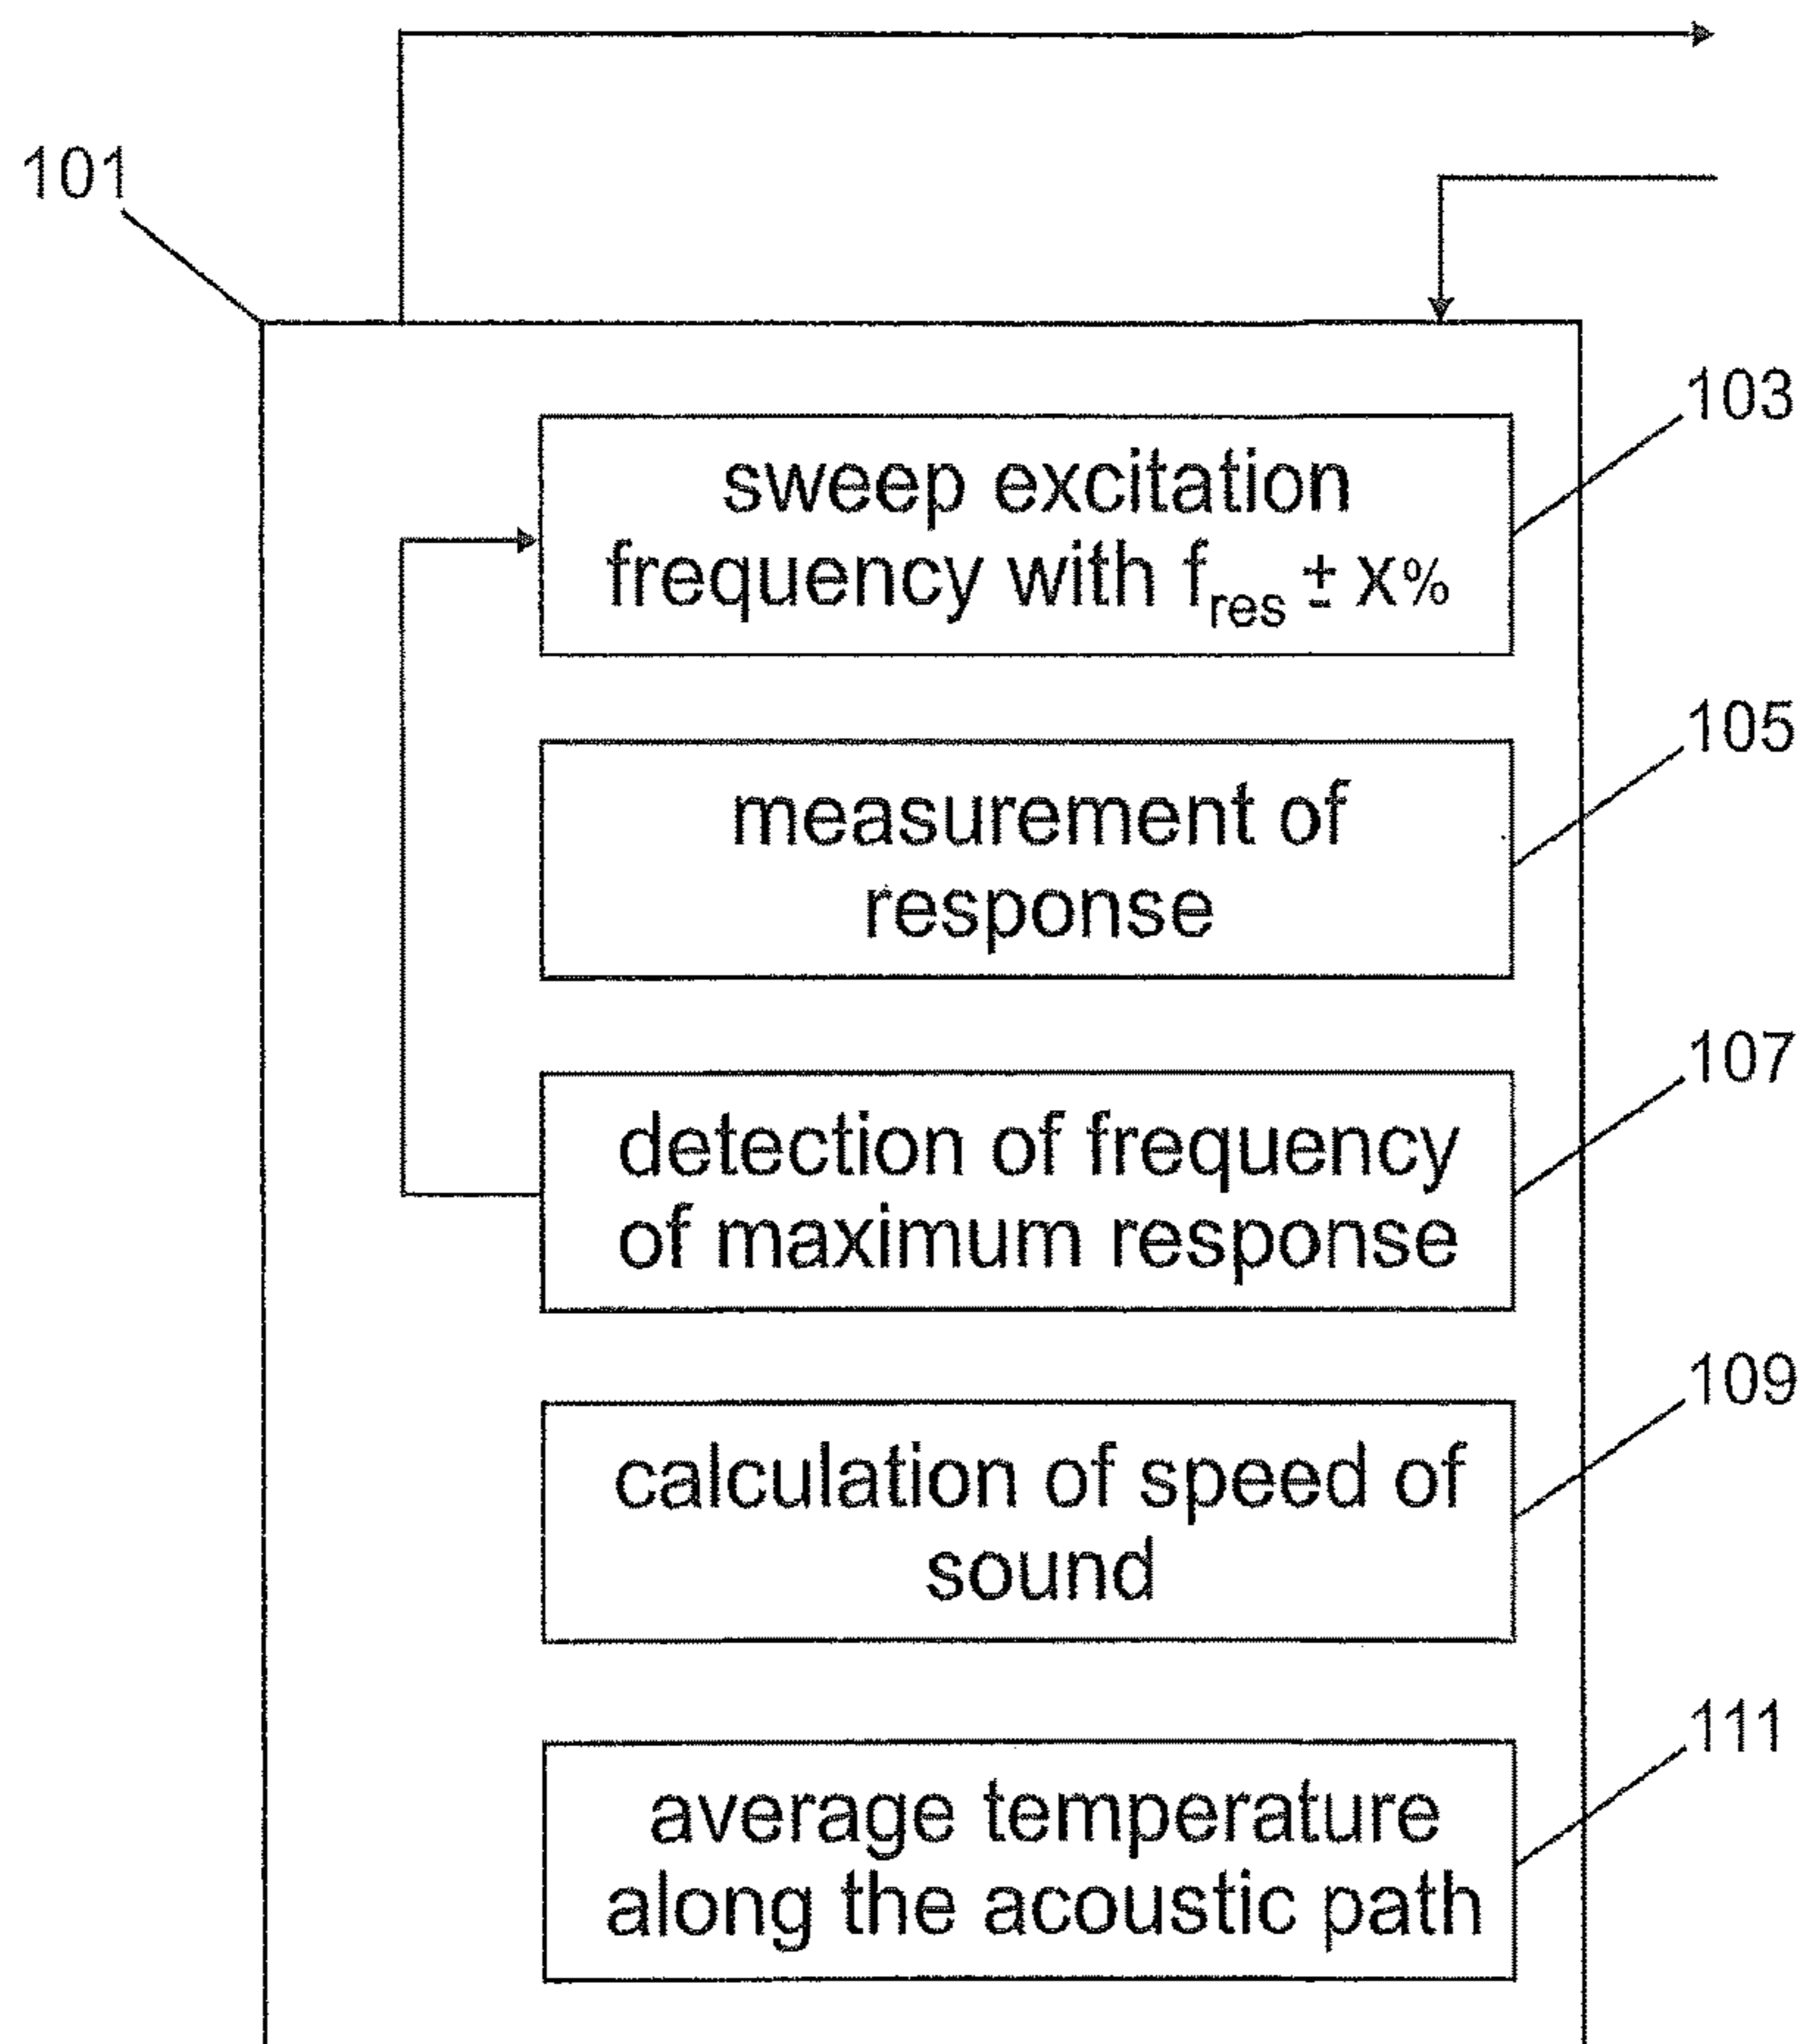 101
103
sweep excitation
frequency with fres ± X%
105
measurement of
response
107
detection of frequency
of maximum response
109
calculation of speed of
sound
111
average temperature
along the acoustic path